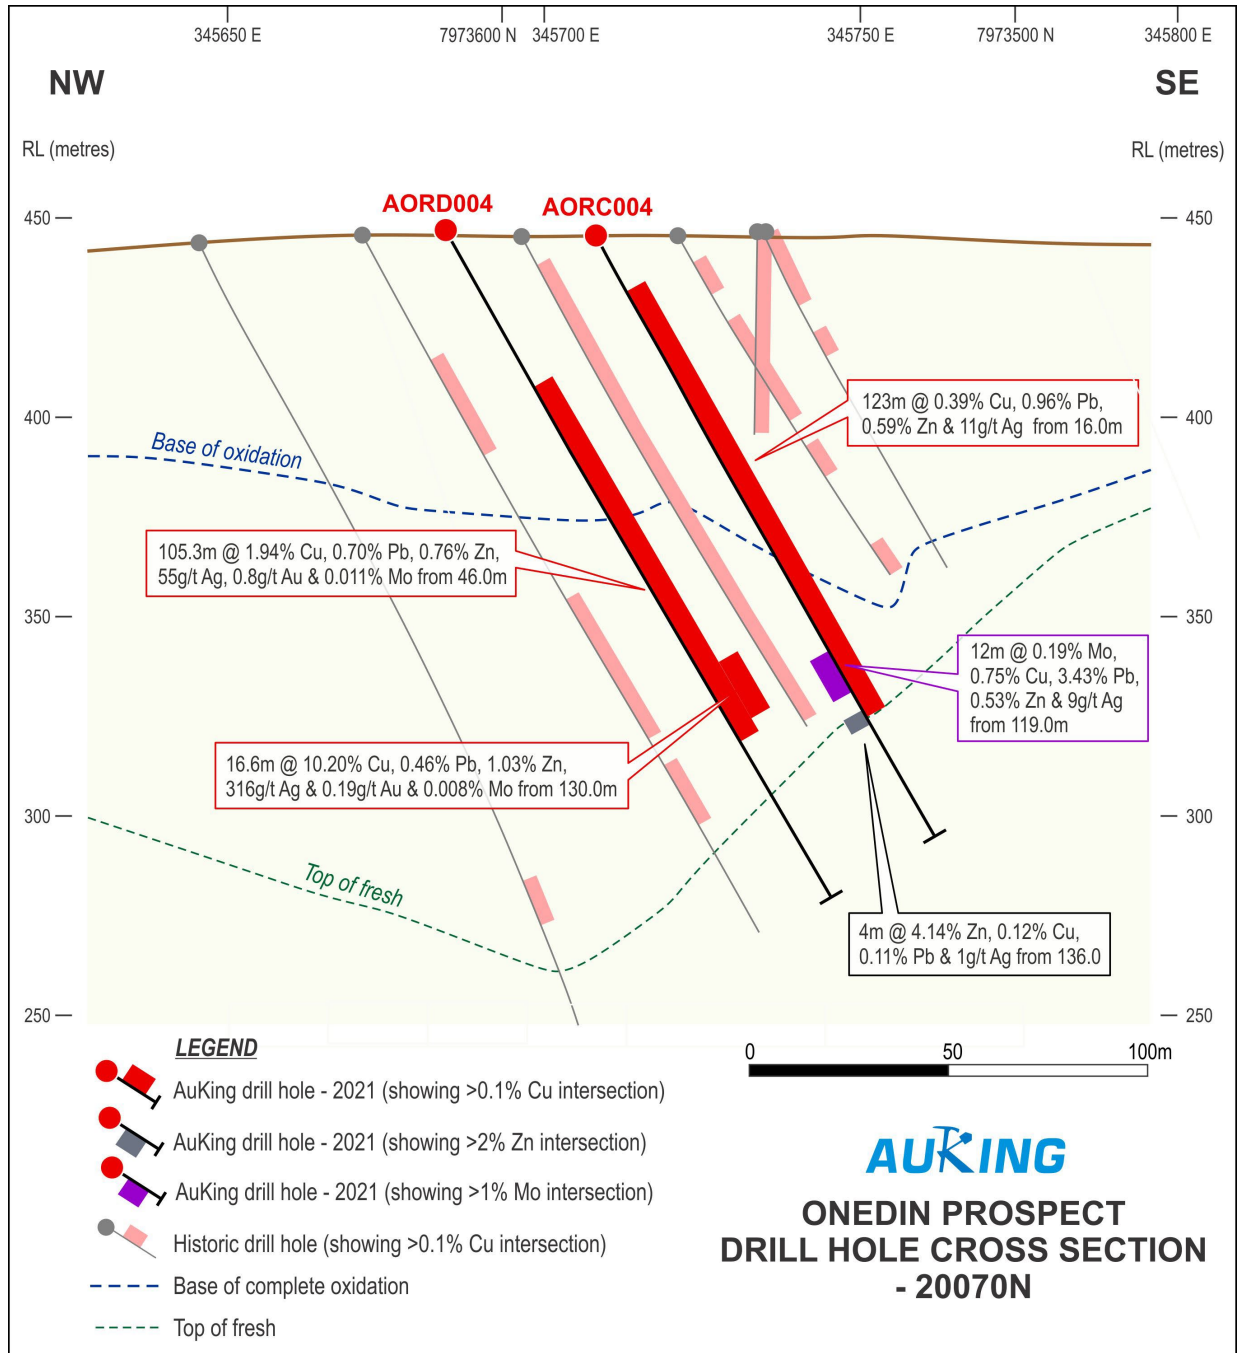 345650 E
7973600 N
345700 E
345750 E
7973500 N
345800 E
NW
SE
RL (metres)
RL (metres)
AORD004
AORC004
450
450
400
400
350
350
300
300
250
250
Base of oxidation
Top of fresh
123m @ 0.39% Cu, 0.96% Pb,
0.59% Zn & 11g/t Ag from 16.0m
105.3m @ 1.94% Cu, 0.70% Pb, 0.76% Zn,
55g/t Ag, 0.8g/t Au & 0.011% Mo from 46.0m
12m @ 0.19% Mo,
0.75% Cu, 3.43% Pb,
0.53% Zn & 9g/t Ag
from 119.0m
16.6m @ 10.20% Cu, 0.46% Pb, 1.03% Zn,
316g/t Ag & 0.19g/t Au & 0.008% Mo from 130.0m
4m @ 4.14% Zn, 0.12% Cu,
0.11% Pb & 1g/t Ag from 136.0
LEGEND
AuKing drill hole - 2021 (showing >0.1% Cu intersection)
AuKing drill hole - 2021 (showing >2% Zn intersection)
AuKing drill hole - 2021 (showing >1% Mo intersection)
Historic drill hole (showing >0.1% Cu intersection)
Base of complete oxidation
Top of fresh
0
50
100m
AUKING
ONEDIN PROSPECT
DRILL HOLE CROSS SECTION
- 20070N